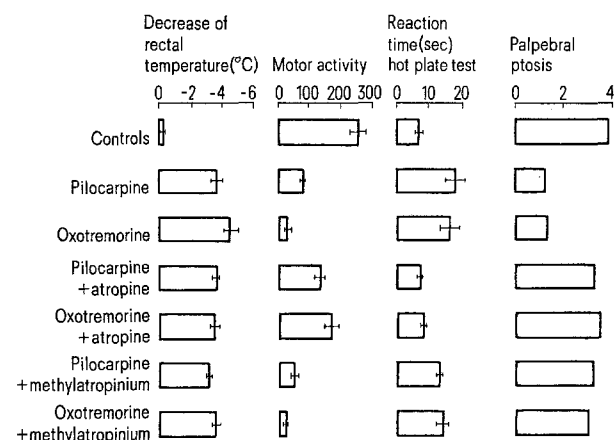 Decrease of
rectal
temperature(°C)
Motor activity
Reaction
time(sec)
hot plate test
Palpebral
ptosis
0 -2 -4 -6
0 100 200 300
0 10 20
0 2 4
Controls
Pilocarpine
Oxotremorine
Pilocarpine
+atropine
Oxotremorine
+atropine
Pilocarpine
+methylatropinium
Oxotremorine
+methylatropinium